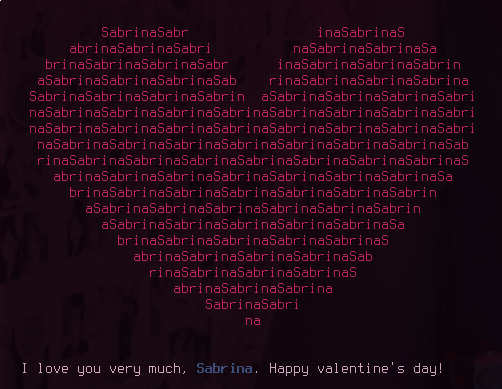 SabrinaSabr inaSabrinaS
abrinaSabrinaSabri naSabrinaSabrinaSa
brinaSabrinaSabrinaSabr inaSabrinaSabrinaSabrin
aSabrinaSabrinaSabrinaSab rinaSabrinaSabrinaSabrina
SabrinaSabrinaSabrinaSabrin aSabrinaSabrinaSabrinaSabri
naSabrinaSabrinaSabrinaSabrinaSabrinaSabrinaSabrinaSabri
naSabrinaSabrinaSabrinaSabrinaSabrinaSabrinaSabrinaSabri
naSabrinaSabrinaSabrinaSabrinaSabrinaSabrinaSabrinaSab
rinaSabrinaSabrinaSabrinaSabrinaSabrinaSabrinaSabrinaS
abrinaSabrinaSabrinaSabrinaSabrinaSabrinaSabrinaSa
brinaSabrinaSabrinaSabrinaSabrinaSabrinaSabrin
aSabrinaSabrinaSabrinaSabrinaSabrinaSabrin
aSabrinaSabrinaSabrinaSabrinaSabrinaSa
brinaSabrinaSabrinaSabrinaSabrinaS
abrinaSabrinaSabrinaSabrinaSab
rinaSabrinaSabrinaSabrinaS
abrinaSabrinaSabrina
SabrinaSabri
na
I love you very much, Sabrina. Happy valentine's day!